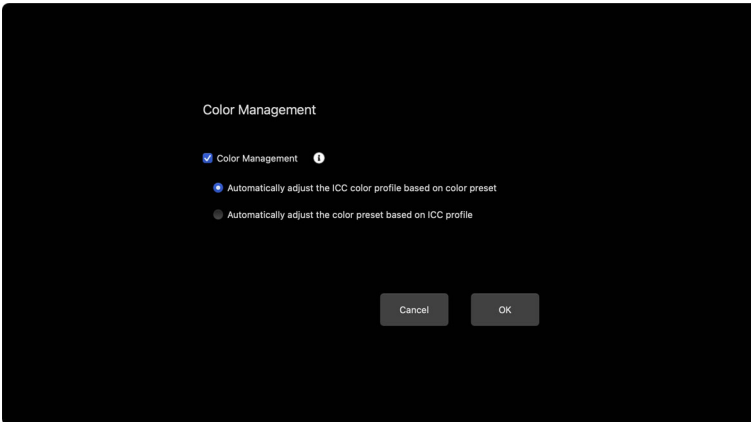 Color Management
Color Management
Automatically adjust the ICC color profile based on color preset
Automatically adjust the color preset based on ICC profile
Cancel OK